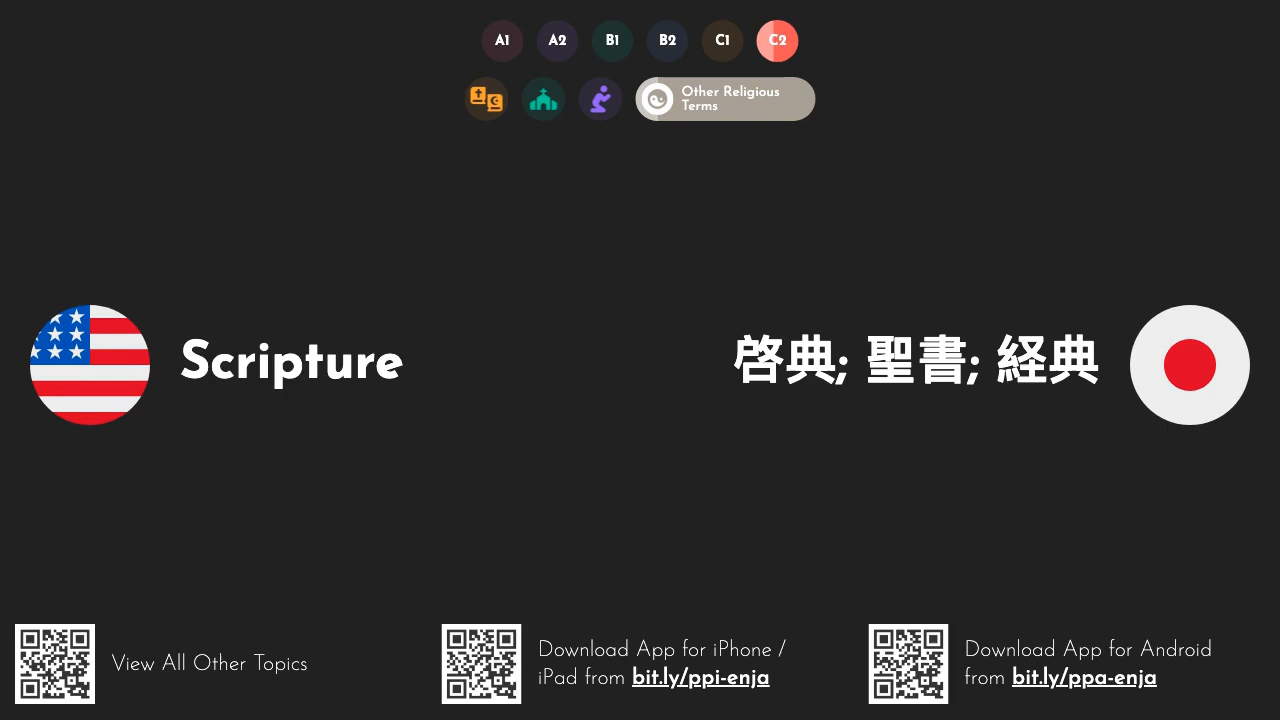 A1 A2 B1 B2 C1 C2
Other Religious
Terms
Scripture
啓典; 聖書; 経典
View All Other Topics
Download App for iPhone /
iPad from bit.ly/ppi-enja
Download App for Android
from bit.ly/ppa-enja